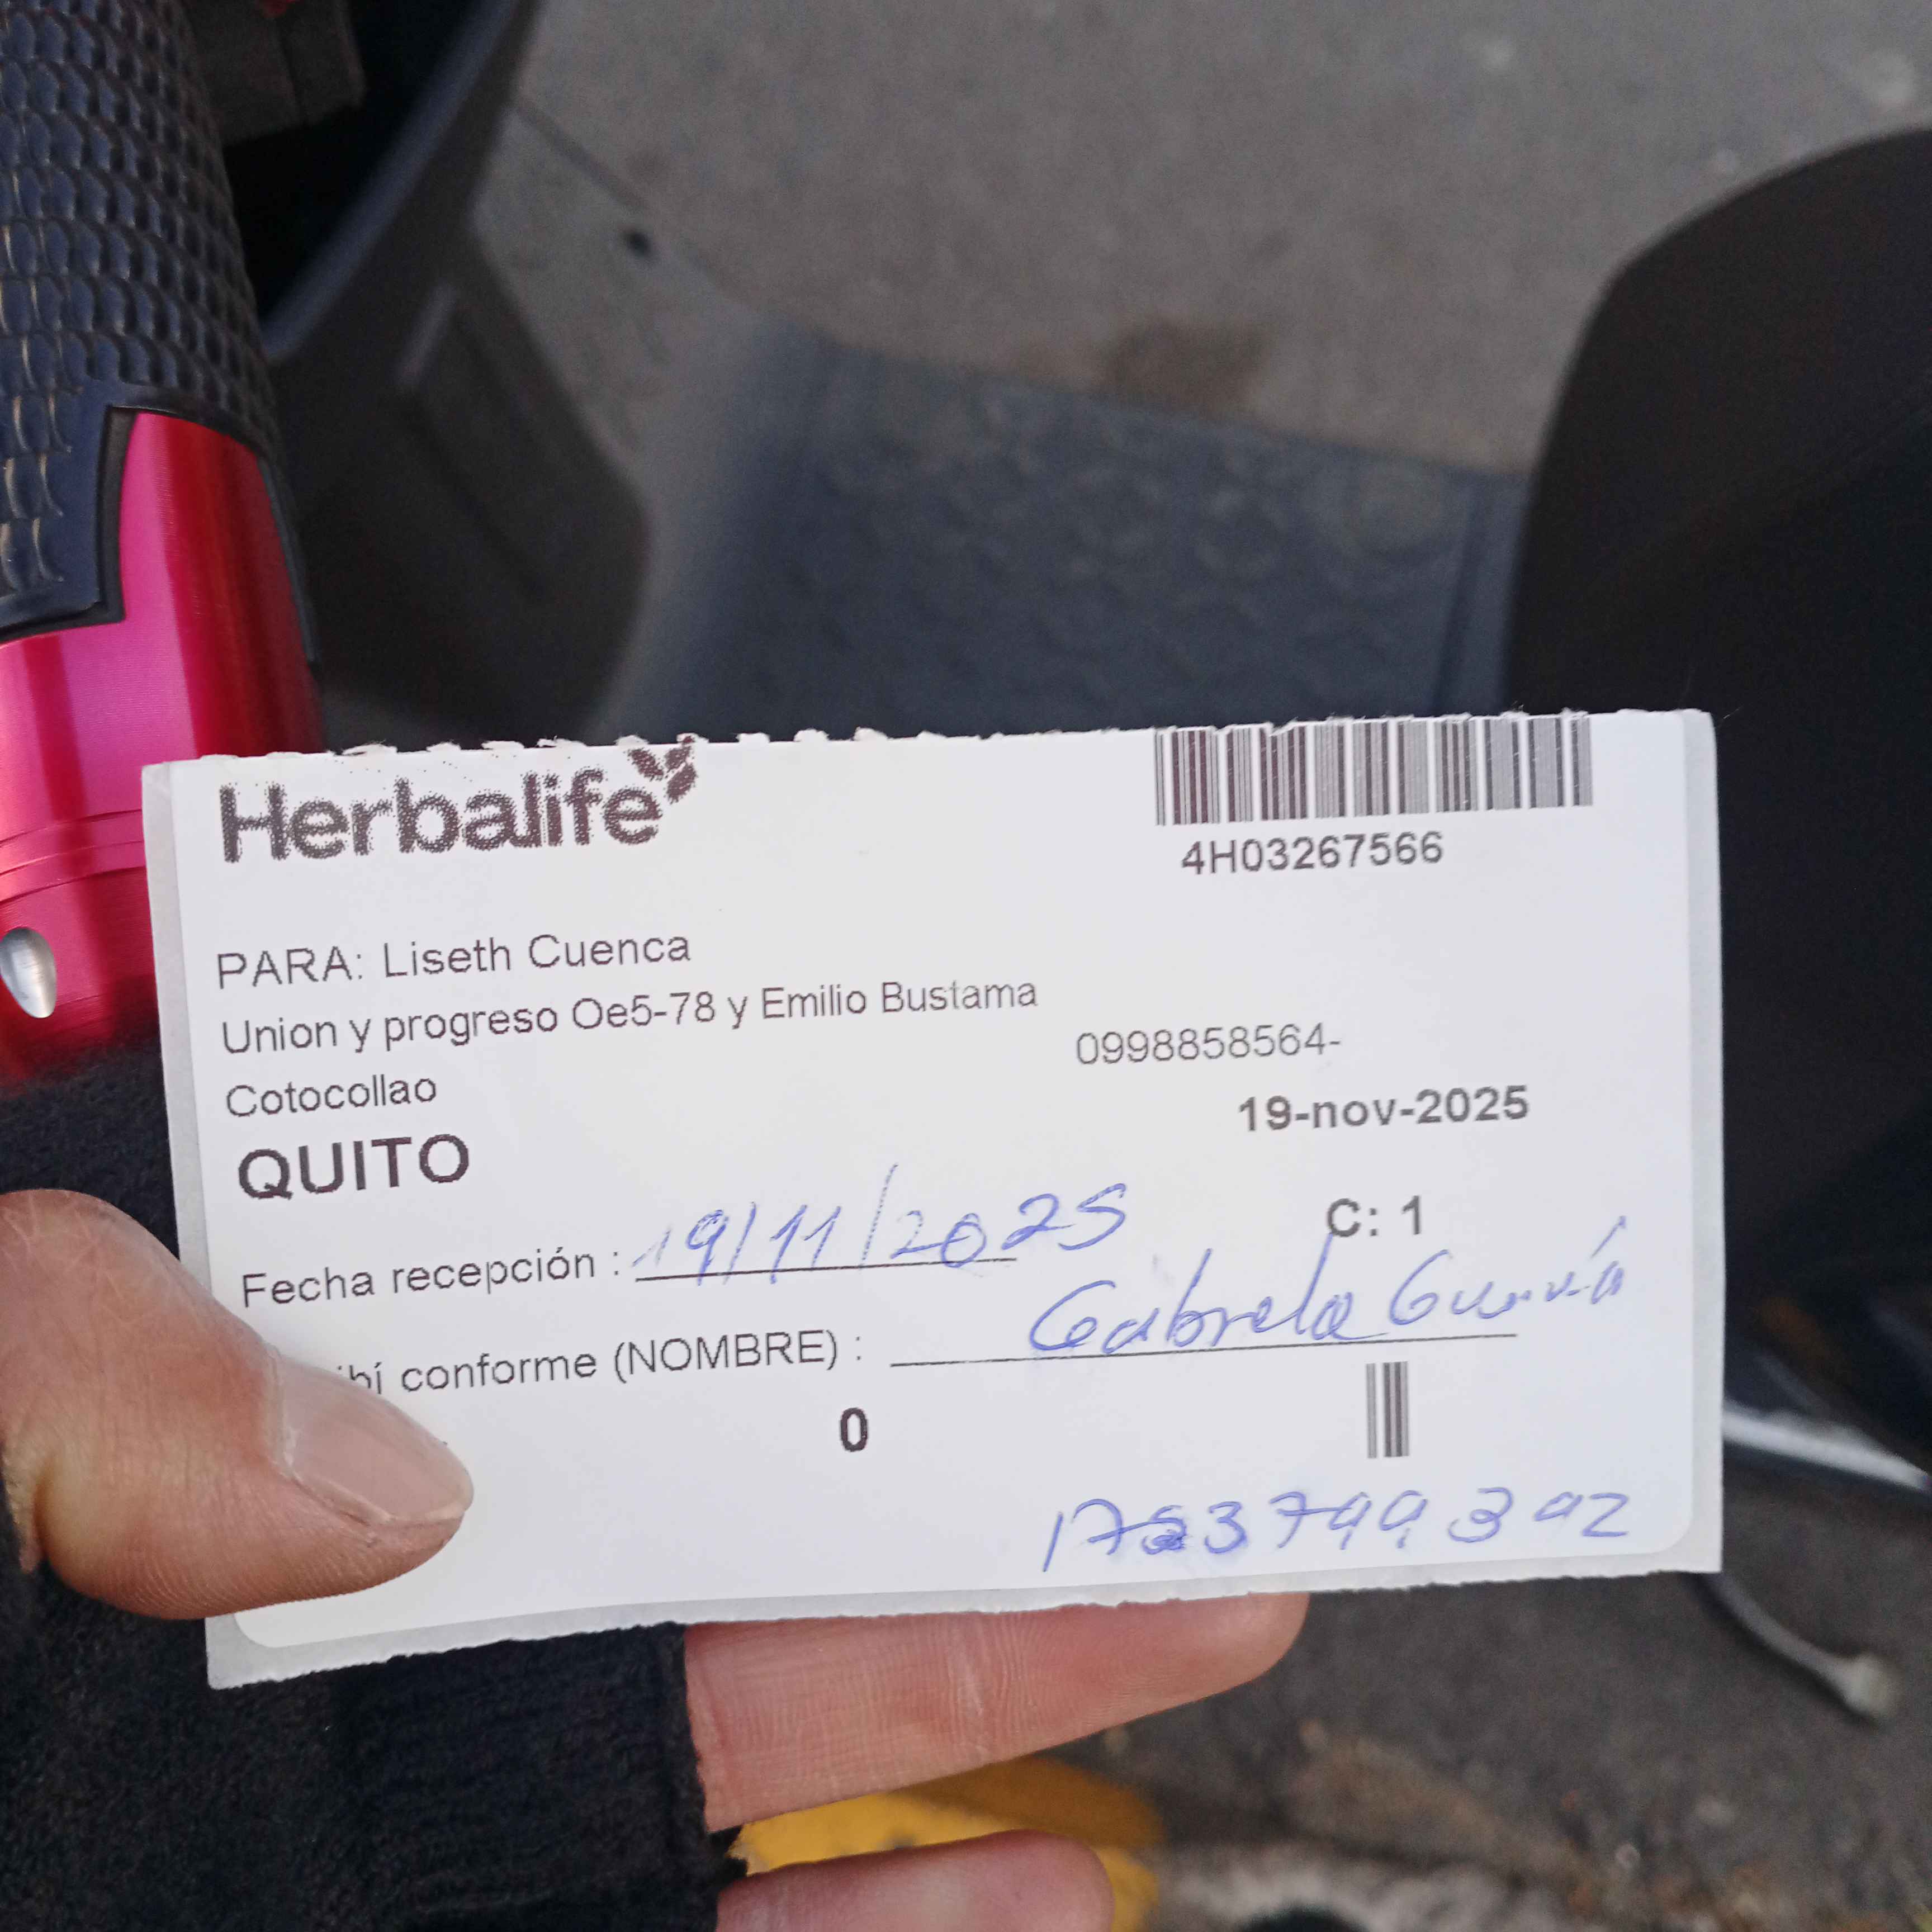 Herbalife
4H03267566
PARA: Liseth Cuenca
Union y progreso Oe5-78 y Emilio Bustama
0998858564-
Cotocollao
19-nov-2025
QUITO
C: 1
Fecha recepción : 19/11/2025
conforme (NOMBRE) : Gabriela
0